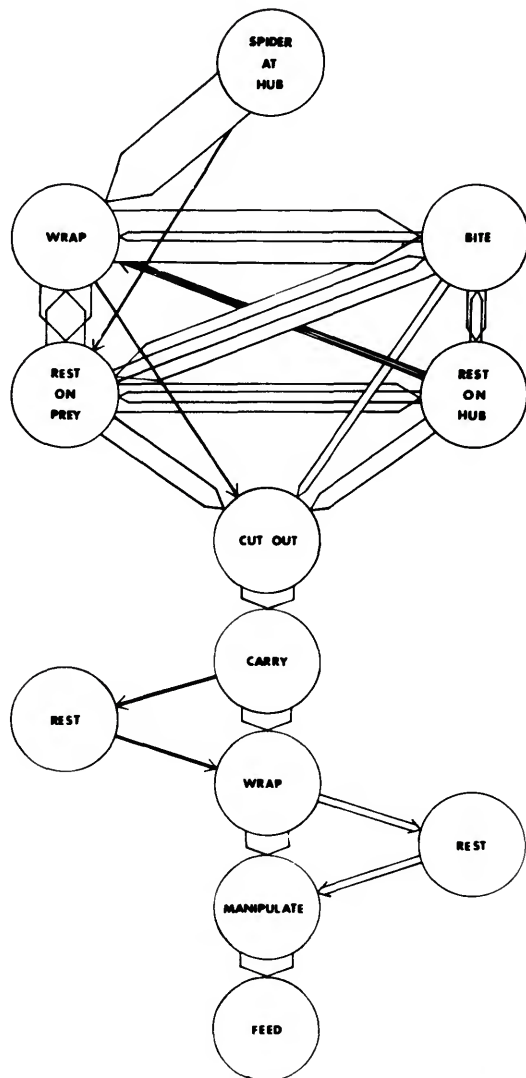 SPIDER
AT
HUB
WRAP
BITE
REST
ON
PREY
REST
ON
HUB
CUT OUT
CARRY
REST
WRAP
REST
MANIPULATE
FEED